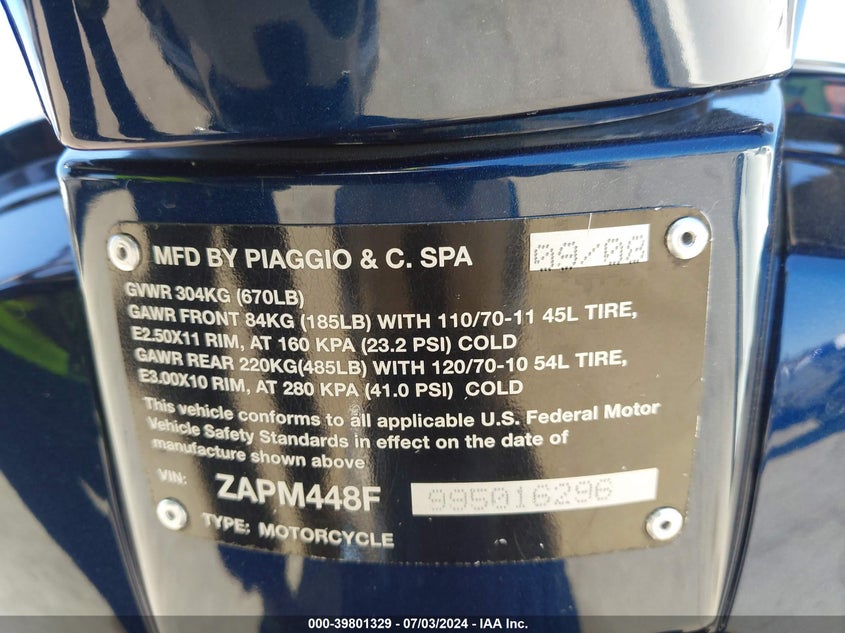 MFD BY PIAGGIO & C. SPA 09/08
GVWR 304KG (670LB)
GAWR FRONT 84KG (185LB) WITH 110/70-11 45L TIRE,
E2.50X11 RIM, AT 160 KPA (23.2 PSI) COLD
GAWR REAR 220KG(485LB) WITH 120/70-10 54L TIRE,
E3.00X10 RIM, AT 280 KPA (41.0 PSI) COLD
This vehicle conforms to all applicable U.S. Federal Motor
Vehicle Safety Standards in effect on the date of
manufacture shown above
VIN: ZAPM448F 995016296
TYPE: MOTORCYCLE
000-39801329 / 07/03/2024 - IAA Inc.